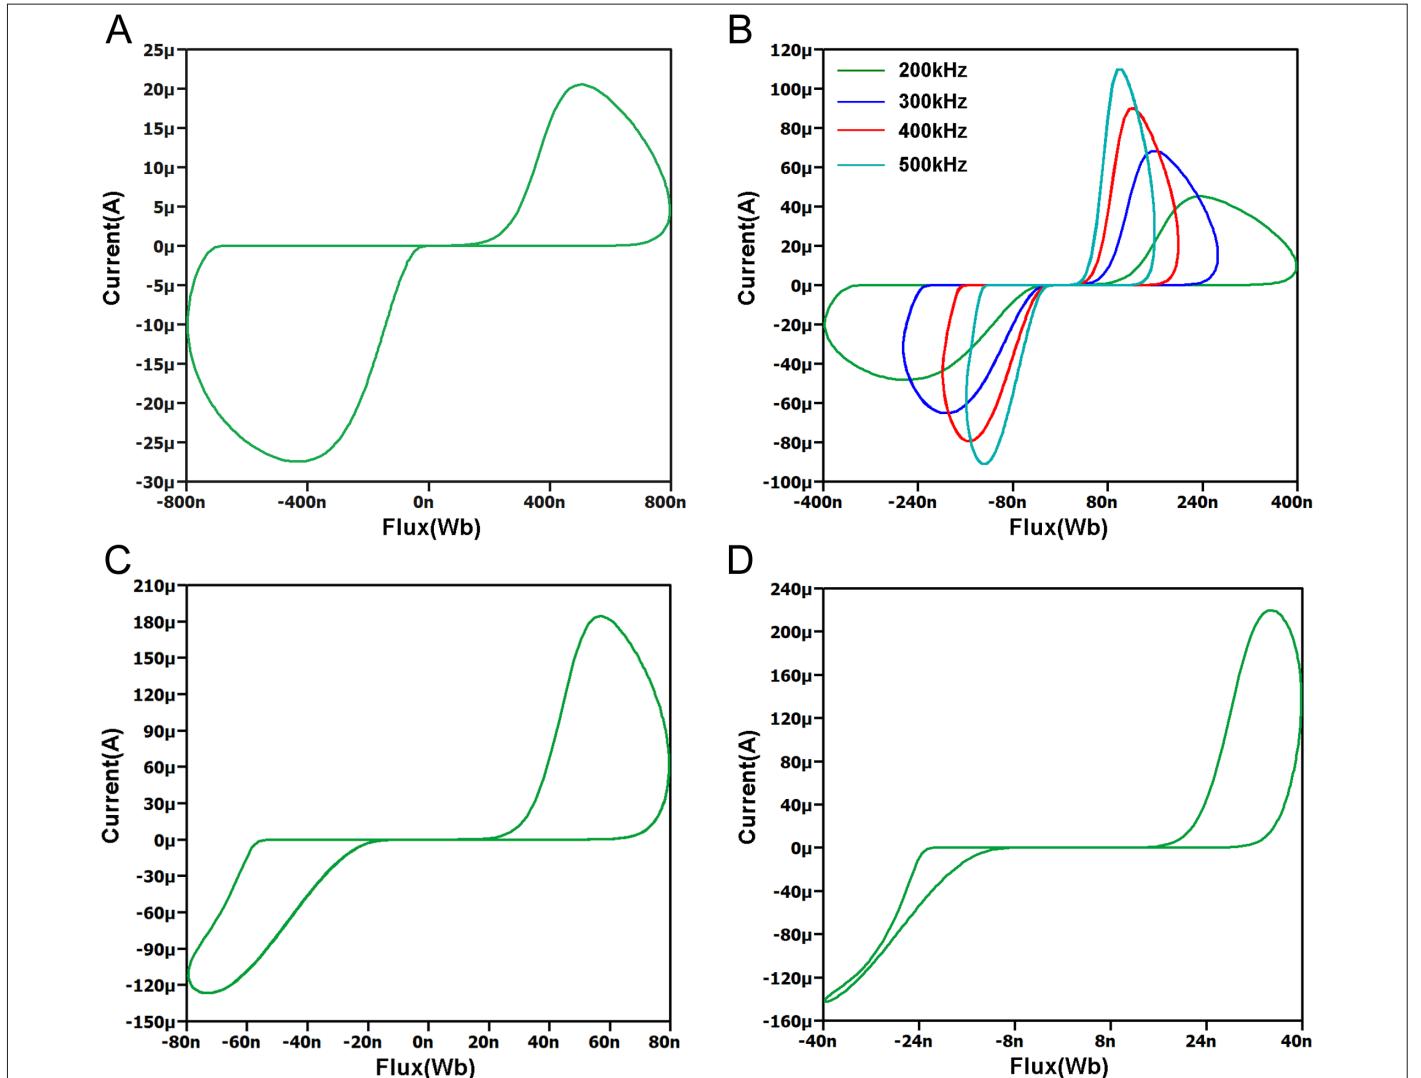 A
25µ
20µ
15µ
10µ
5µ
0µ
-5µ
-10µ
-15µ
-20µ
-25µ
-30µ
-800n -400n 0n 400n 800n
Current(A)
Flux(Wb)
B
120µ
100µ
80µ
60µ
40µ
20µ
0µ
-20µ
-40µ
-60µ
-80µ
-100µ
-400n -240n -80n 80n 240n 400n
Current(A)
Flux(Wb)
200kHz
300kHz
400kHz
500kHz
C
210µ
180µ
150µ
120µ
90µ
60µ
30µ
0µ
-30µ
-60µ
-90µ
-120µ
-150µ
-80n -60n -40n -20n 0n 20n 40n 60n 80n
Current(A)
Flux(Wb)
D
240µ
200µ
160µ
120µ
80µ
40µ
0µ
-40µ
-80µ
-120µ
-160µ
-40n -24n -8n 8n 24n 40n
Current(A)
Flux(Wb)